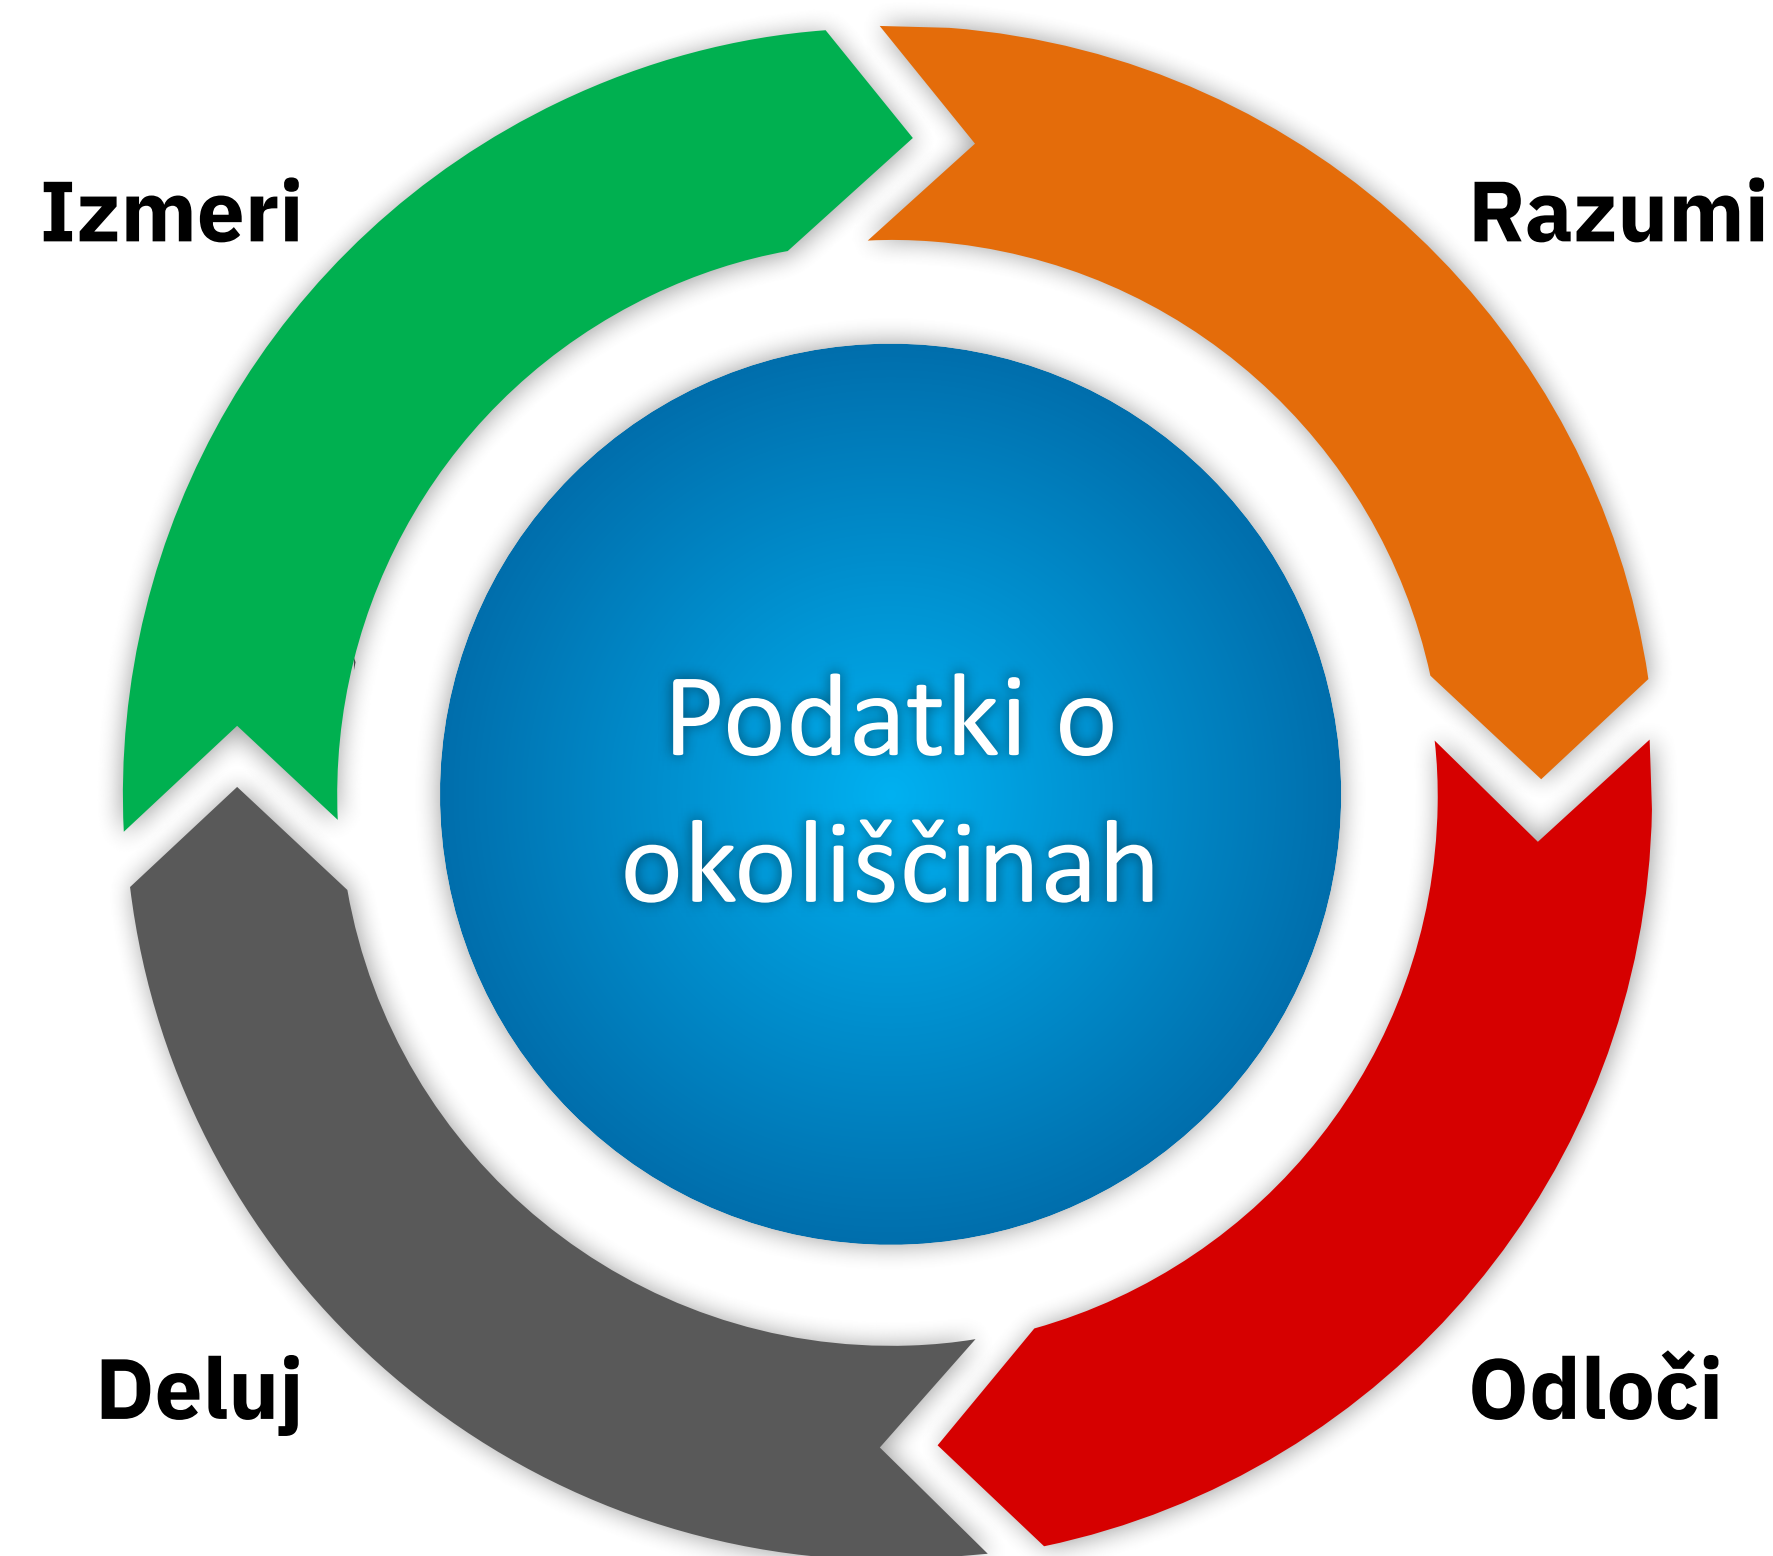 Izmeri
Razumi
Podatki o
okoliščinah
Deluj
Odloči